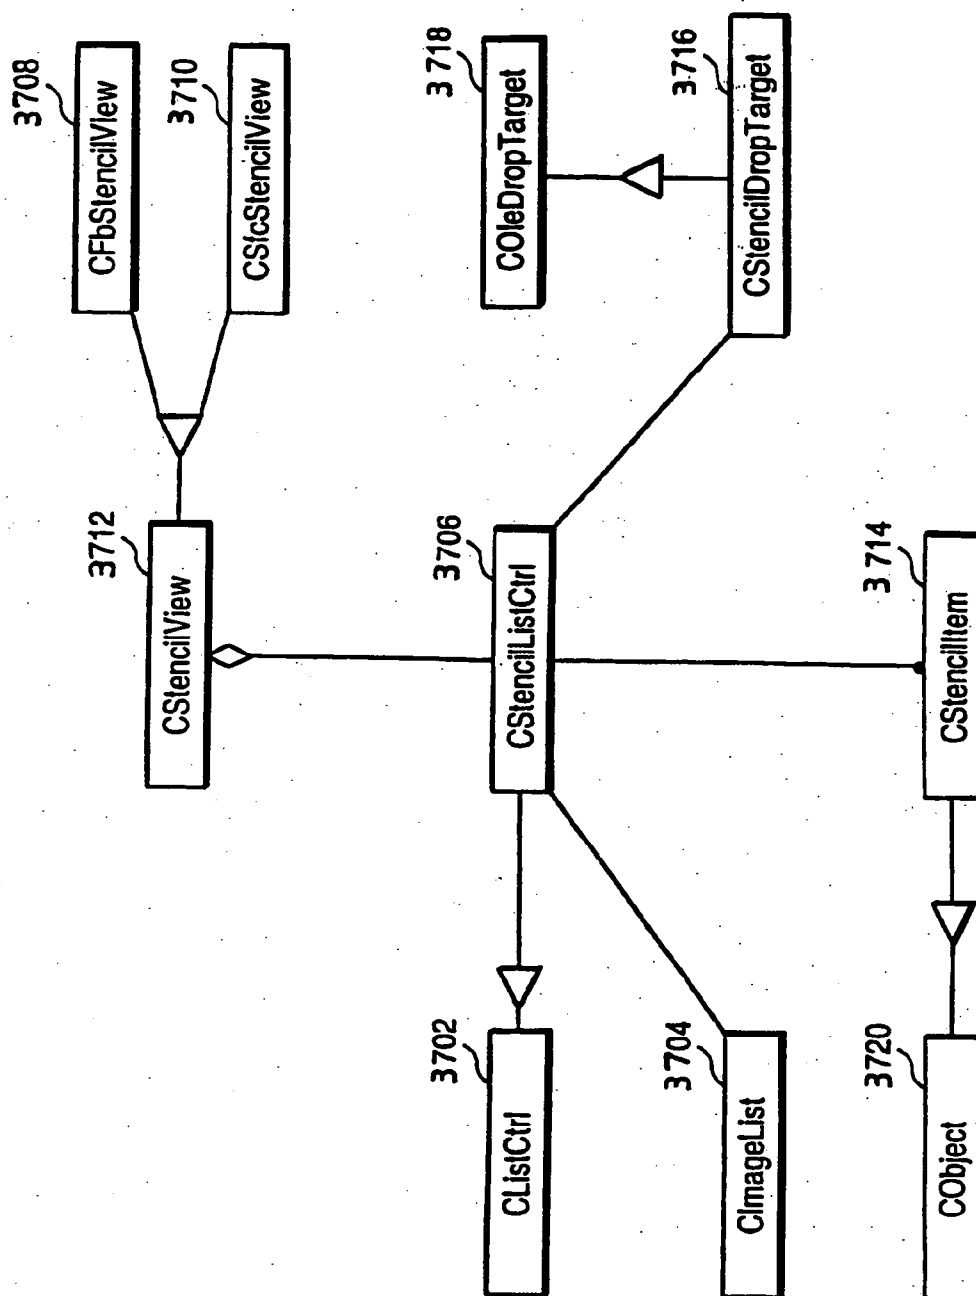 3708
CFbStencilView
3710
CSfcStencilView
3712
CStencilView
3718
COleDropTarget
3716
CStencilDropTarget
3706
CStencilListCtrl
3714
CStencilItem
3702
CListCtrl
3704
CImageList
3720
CObject